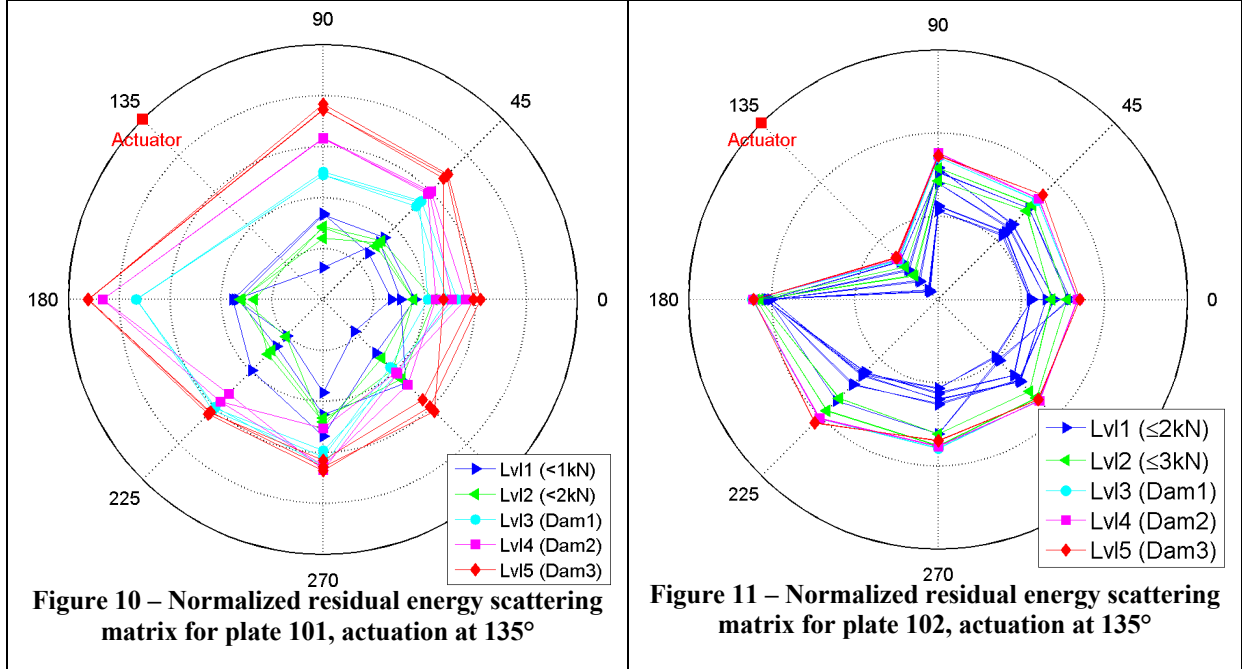 90
135
45
Actuator
180
0
225
270
Lvl1 (<1kN)
Lvl2 (<2kN)
Lvl3 (Dam1)
Lvl4 (Dam2)
Lvl5 (Dam3)
Figure 10 – Normalized residual energy scattering
matrix for plate 101, actuation at 135°
90
135
45
Actuator
180
0
225
270
Lvl1 (≤2kN)
Lvl2 (≤3kN)
Lvl3 (Dam1)
Lvl4 (Dam2)
Lvl5 (Dam3)
Figure 11 – Normalized residual energy scattering
matrix for plate 102, actuation at 135°